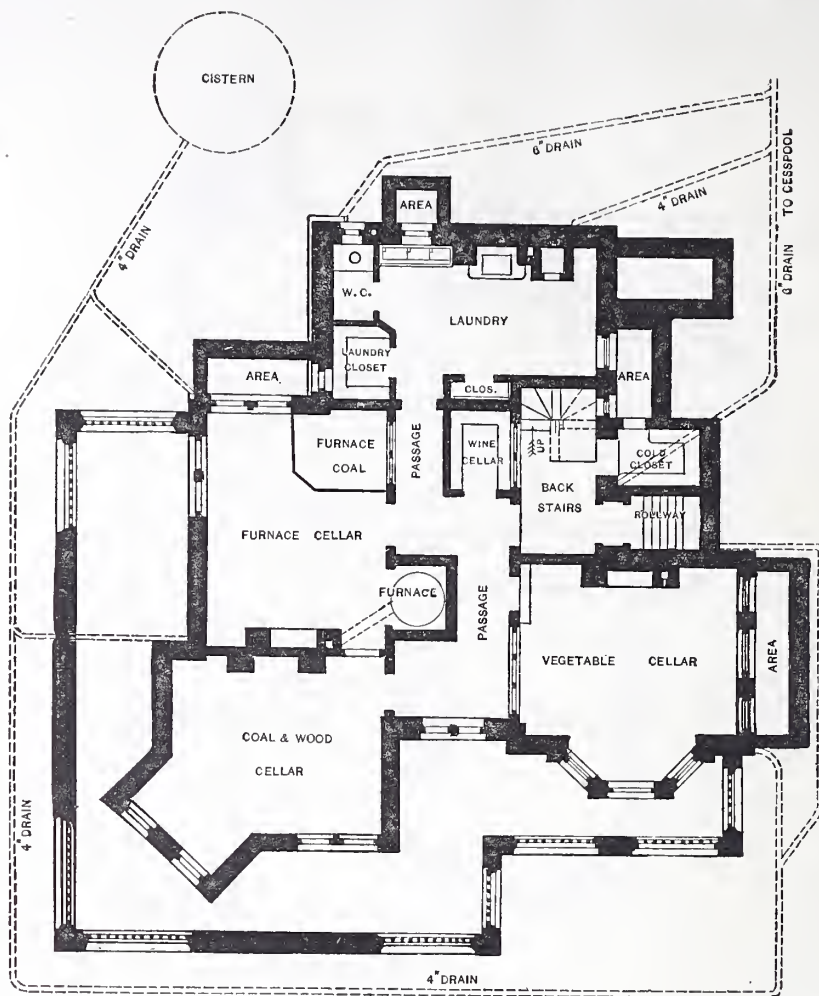 CISTERN
6" DRAIN
TO CESSPOOL
4" DRAIN
6" DRAIN
4" DRAIN
AREA
W.C.
LAUNDRY
LAUNDRY
CLOSET
AREA.
AREA
CLOS.
FURNACE
COAL
PASSAGE
WINE
CELLAR
UP
COLD
CLOSET
BACK
STAIRS
ROLLWAY
FURNACE CELLAR
FURNACE
PASSAGE
VEGETABLE CELLAR
AREA
COAL & WOOD
CELLAR
4" DRAIN
4" DRAIN